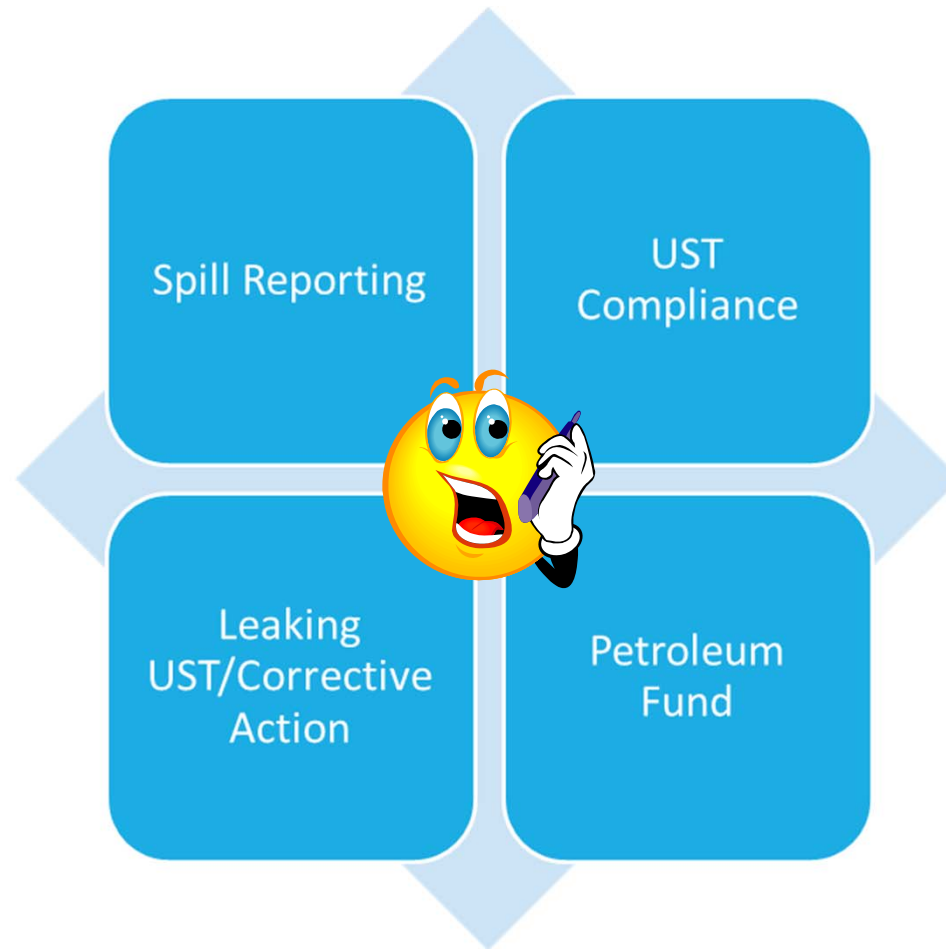 Spill Reporting
UST
Compliance
Leaking
UST/Corrective
Action
Petroleum
Fund